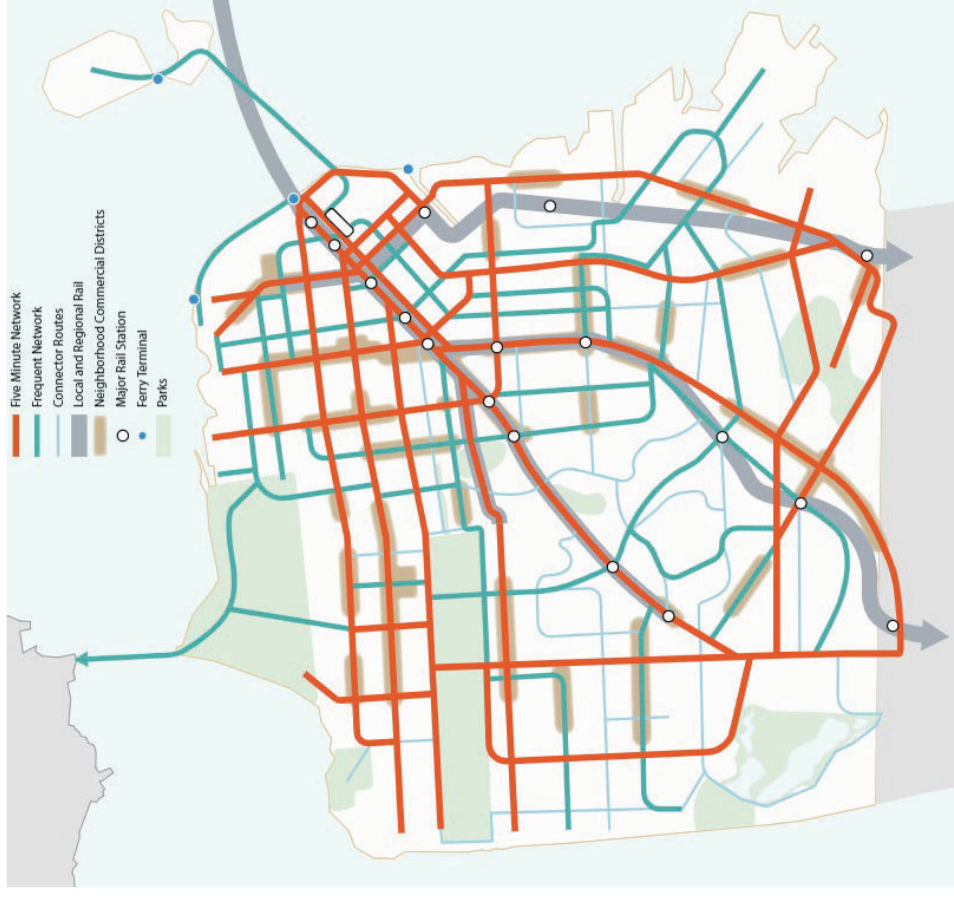 Five Minute Network
Frequent Network
Connector Routes
Local and Regional Rail
Neighborhood Commercial Districts
Major Rail Station
Ferry Terminal
Parks